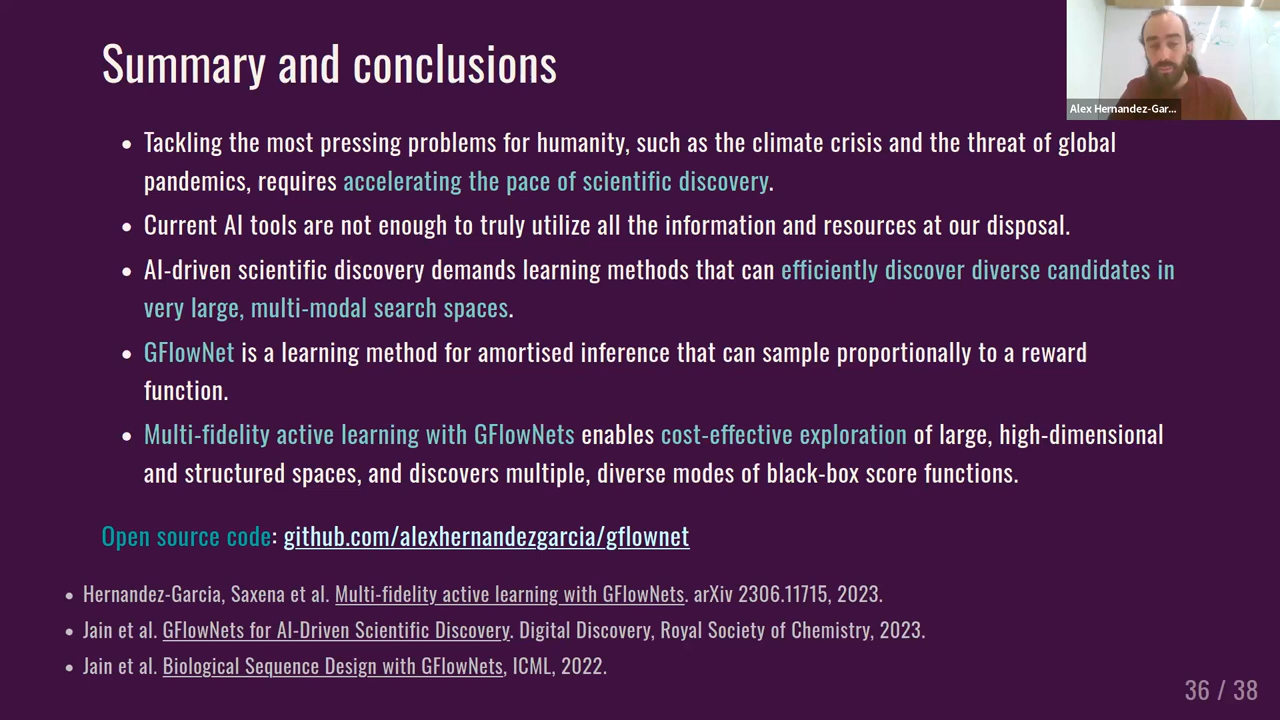 Summary and conclusions
Alex Hernandez-Gar...
Tackling the most pressing problems for humanity, such as the climate crisis and the threat of global
pandemics, requires accelerating the pace of scientific discovery.
Current AI tools are not enough to truly utilize all the information and resources at our disposal.
AI-driven scientific discovery demands learning methods that can efficiently discover diverse candidates in
very large, multi-modal search spaces.
GFlowNet is a learning method for amortised inference that can sample proportionally to a reward
function.
Multi-fidelity active learning with GFlowNets enables cost-effective exploration of large, high-dimensional
and structured spaces, and discovers multiple, diverse modes of black-box score functions.
Open source code: github.com/alexhernandezgarcia/gflownet
Hernandez-Garcia, Saxena et al. Multi-fidelity active learning with GFlowNets. arXiv 2306.11715, 2023.
Jain et al. GFlowNets for AI-Driven Scientific Discovery. Digital Discovery, Royal Society of Chemistry, 2023.
Jain et al. Biological Sequence Design with GFlowNets, ICML, 2022.
36 / 38